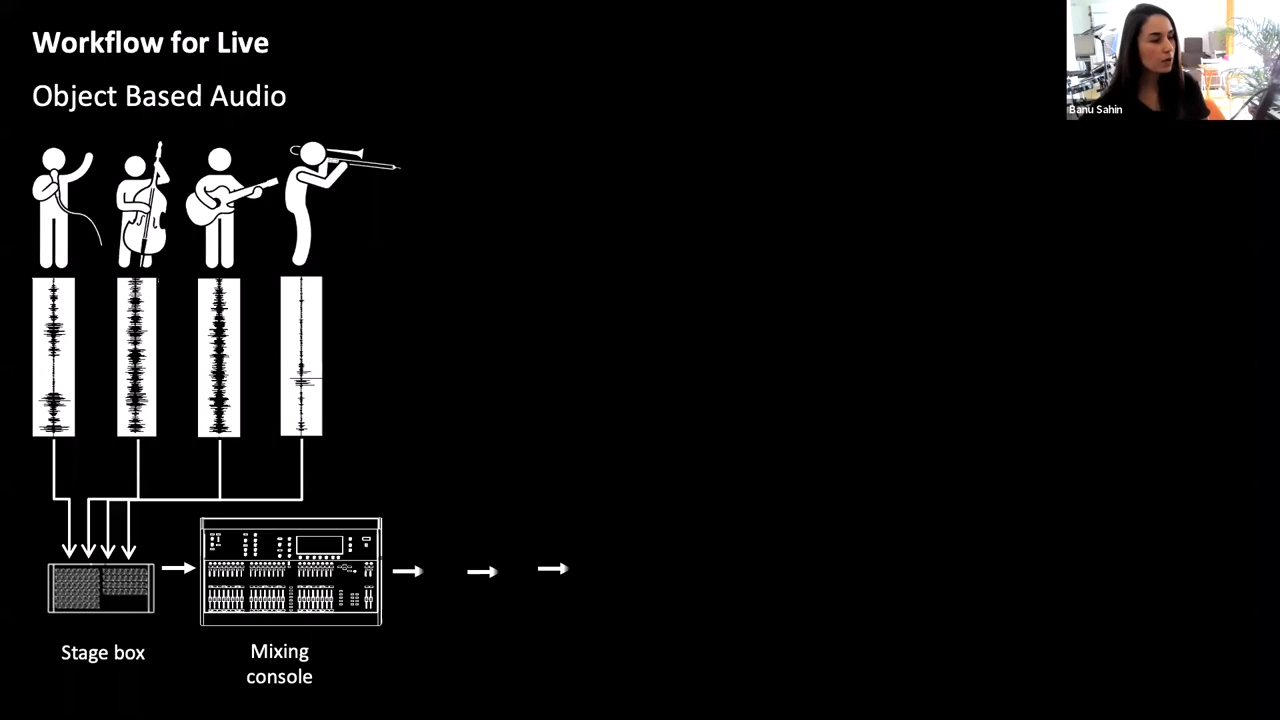 Workflow for Live
Object Based Audio
Banu Sahin
Stage box
Mixing
console